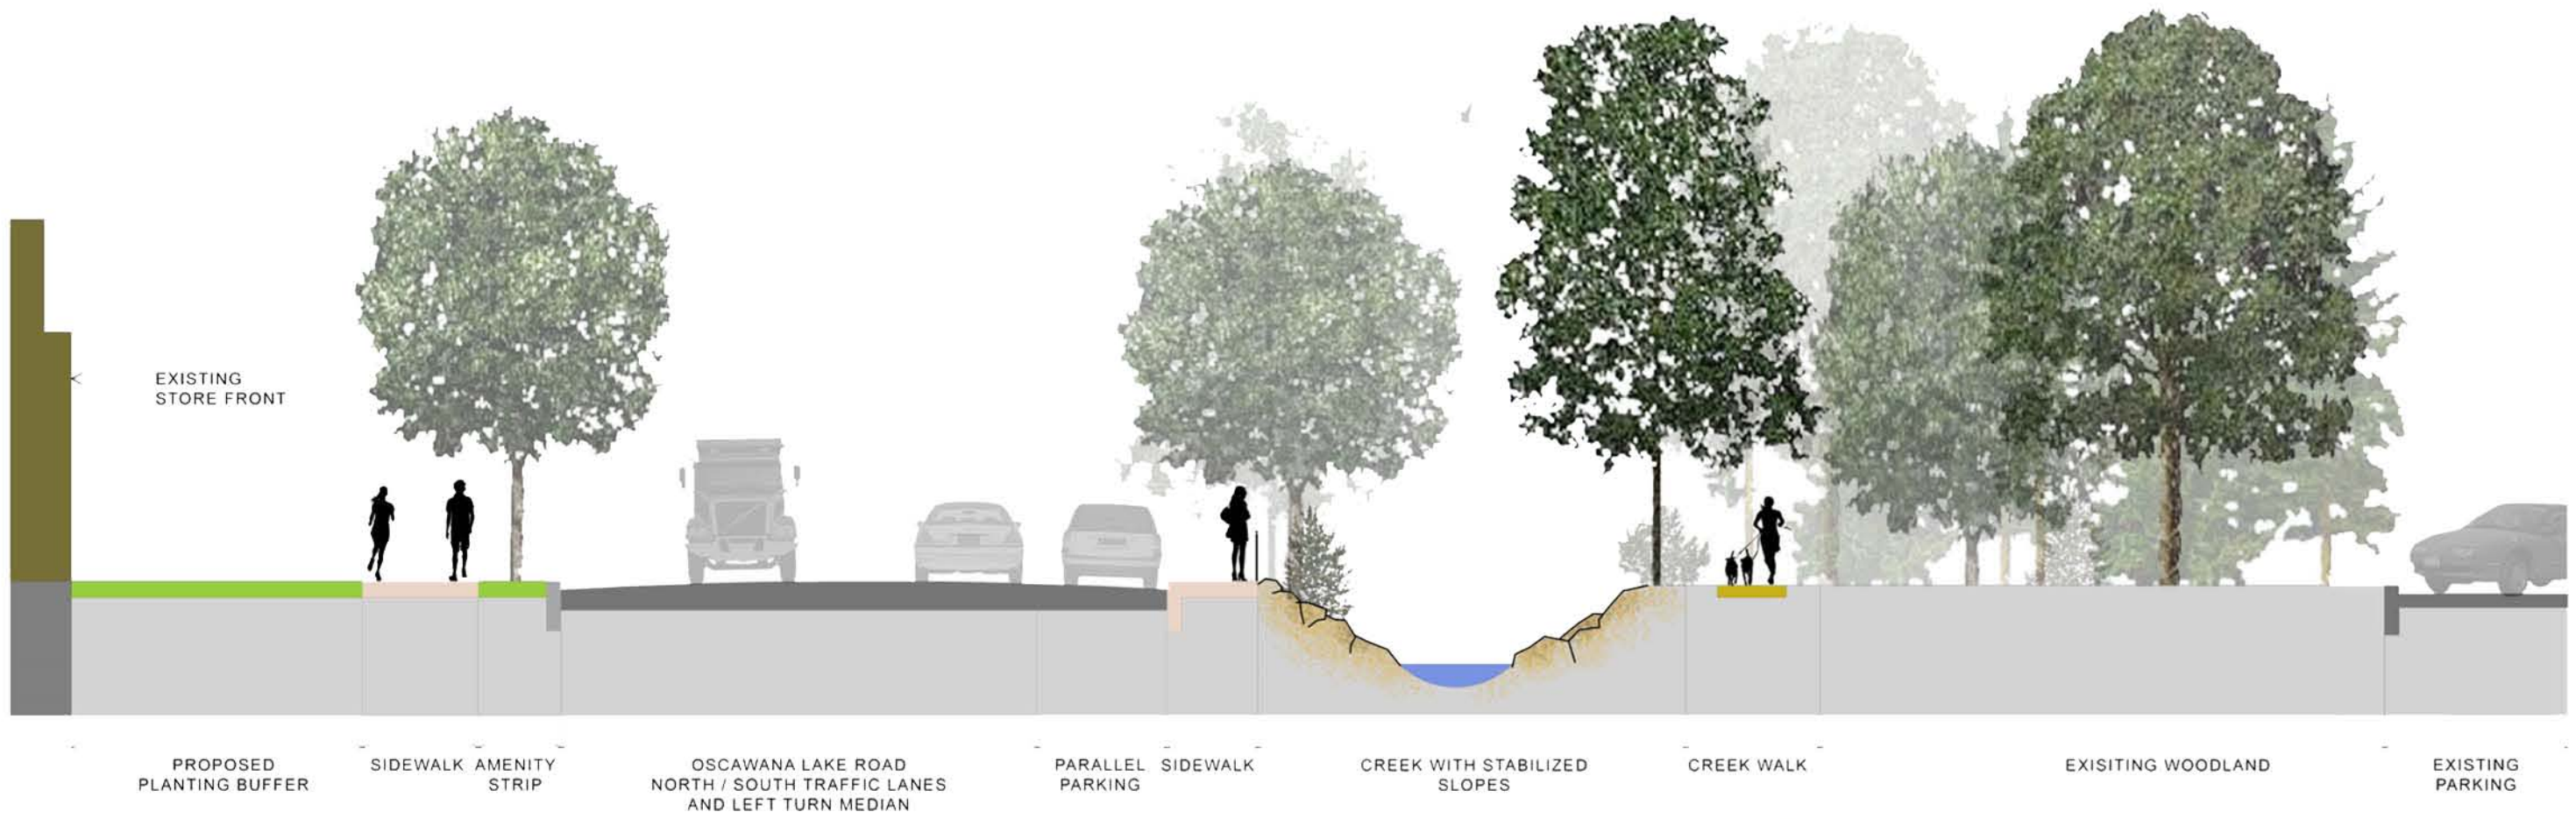 EXISTING
STORE FRONT
PROPOSED
PLANTING BUFFER
SIDEWALK
AMENITY
STRIP
OSCAWANA LAKE ROAD
NORTH / SOUTH TRAFFIC LANES
AND LEFT TURN MEDIAN
PARALLEL
PARKING
SIDEWALK
CREEK WITH STABILIZED
SLOPES
CREEK WALK
EXISITING WOODLAND
EXISTING
PARKING